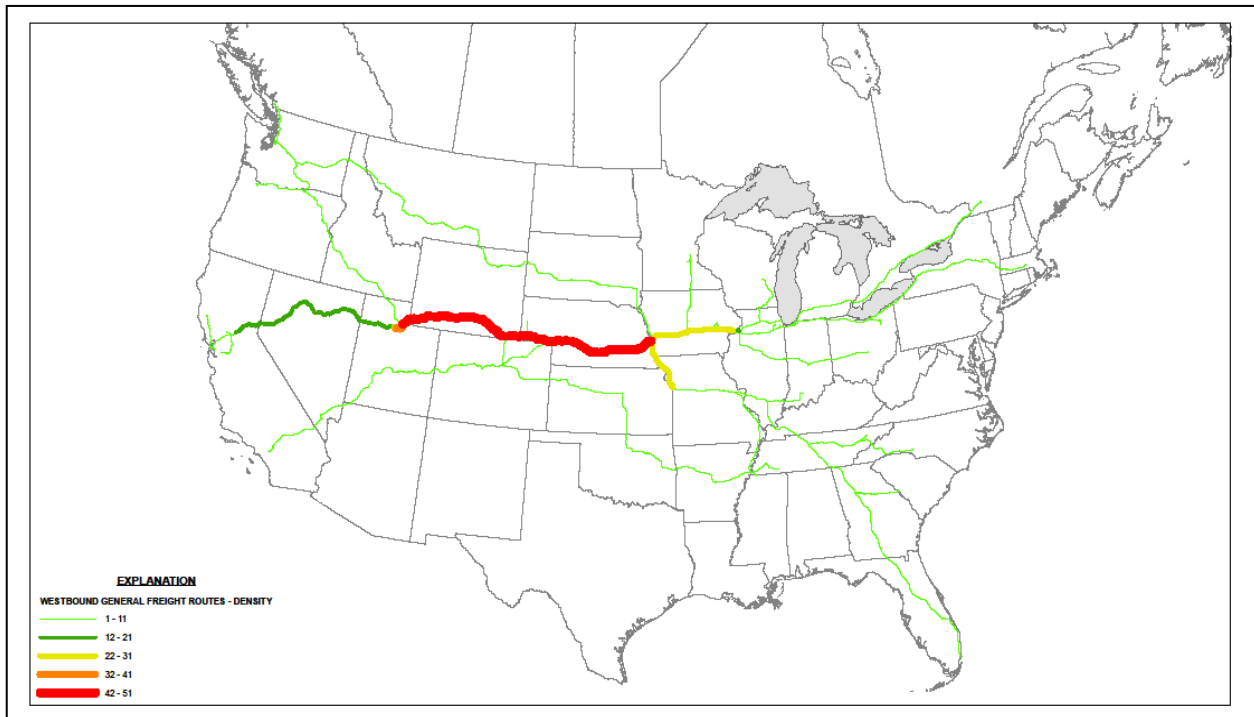 EXPLANATION
WESTBOUND GENERAL FREIGHT ROUTES - DENSITY
1 - 11
12 - 21
22 - 31
32 - 41
42 - 51